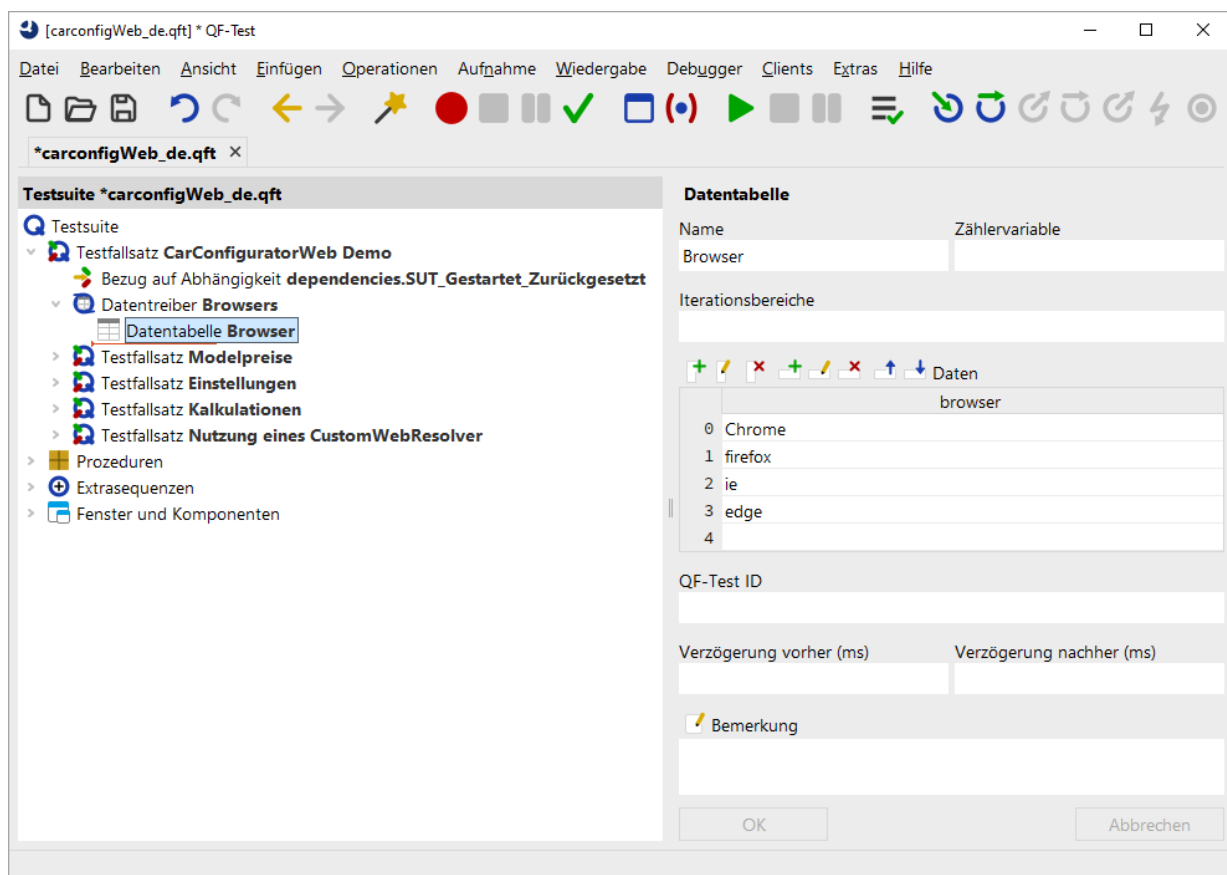 [carconfigWeb_de.qft] * QF-Test
Datei Bearbeiten Ansicht Einfügen Operationen Aufnahme Wiedergabe Debugger Clients Extras Hilfe
*carconfigWeb_de.qft
Testsuite *carconfigWeb_de.qft
Testsuite
Testfallsatz CarConfiguratorWeb Demo
Bezug auf Abhängigkeit dependencies.SUT_Gestartet_Zurückgesetzt
Datentreiber Browsers
Datentabelle Browser
Testfallsatz Modelpreise
Testfallsatz Einstellungen
Testfallsatz Kalkulationen
Testfallsatz Nutzung eines CustomWebResolver
Prozeduren
Extrasequenzen
Fenster und Komponenten
Datentabelle
Name Zählervariable
Browser
Iterationsbereiche
Daten
browser
0 Chrome
1 firefox
2 ie
3 edge
4
QF-Test ID
Verzögerung vorher (ms) Verzögerung nachher (ms)
Bemerkung
OK Abbrechen